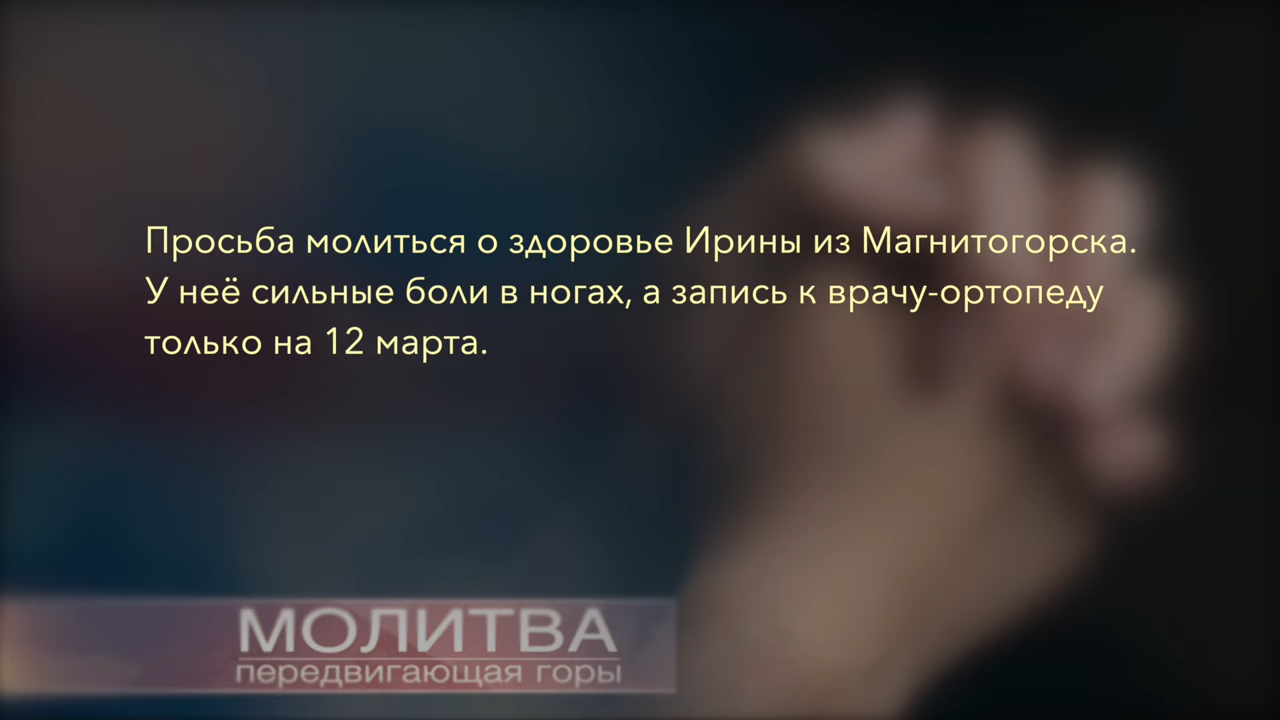 Просьба молиться о здоровье Ирины из Магнитогорска.
У неё сильные боли в ногах, а запись к врачу-ортопеду
только на 12 марта.
МОЛИТВА
передвигающая горы